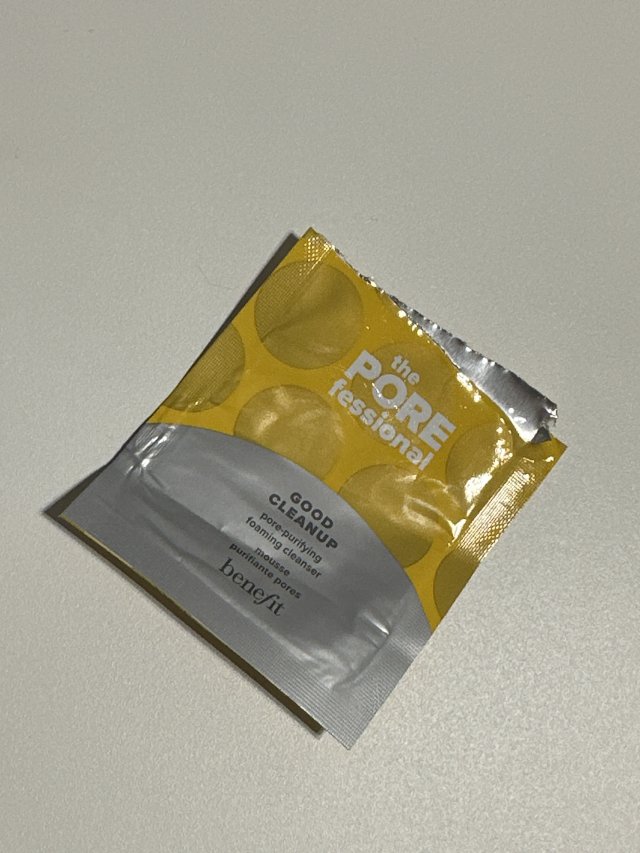 the
PORE
fessional
GOOD
CLEANUP
pore-purifying
foaming cleanser
mousse
purifiante pores
benefit